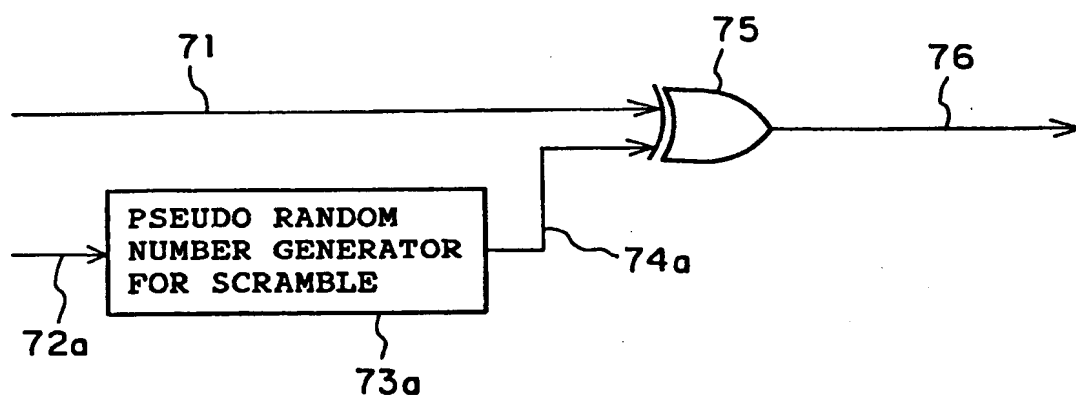 75
71
76
PSEUDO RANDOM
NUMBER GENERATOR
FOR SCRAMBLE
74a
72a
73a